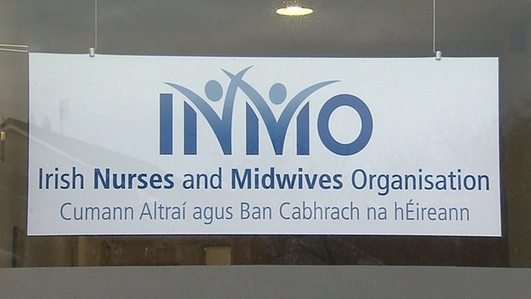 INMO
Irish Nurses and Midwives Organisation
Cumann Altraí agus Ban Cabhrach na hÉireann